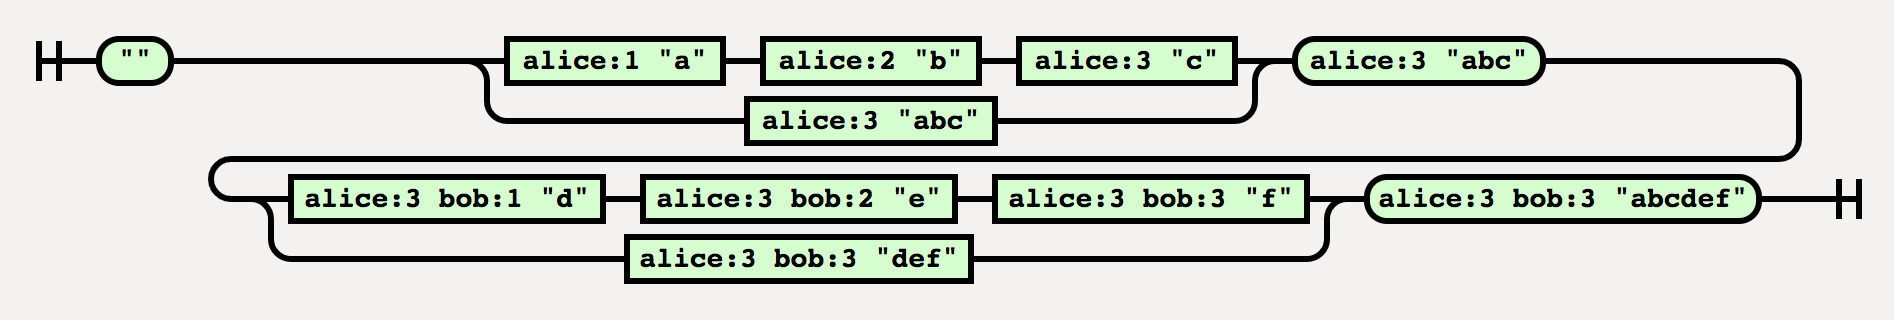 "" alice:1 "a" alice:2 "b" alice:3 "c" alice:3 "abc"
alice:3 "abc"
alice:3 bob:1 "d" alice:3 bob:2 "e" alice:3 bob:3 "f" alice:3 bob:3 "abcdef"
alice:3 bob:3 "def"